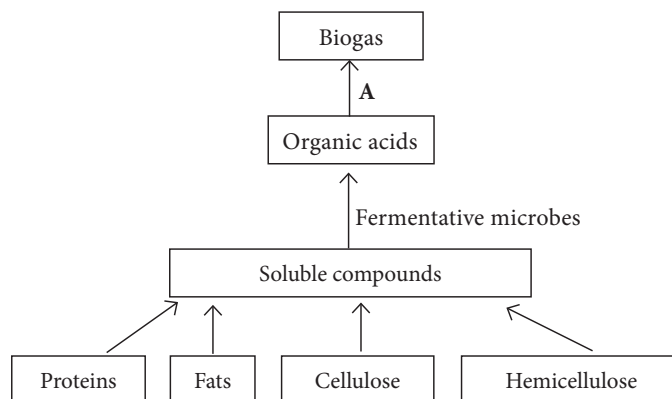 Biogas
A
Organic acids
Fermentative microbes
Soluble compounds
Proteins
Fats
Cellulose
Hemicellulose